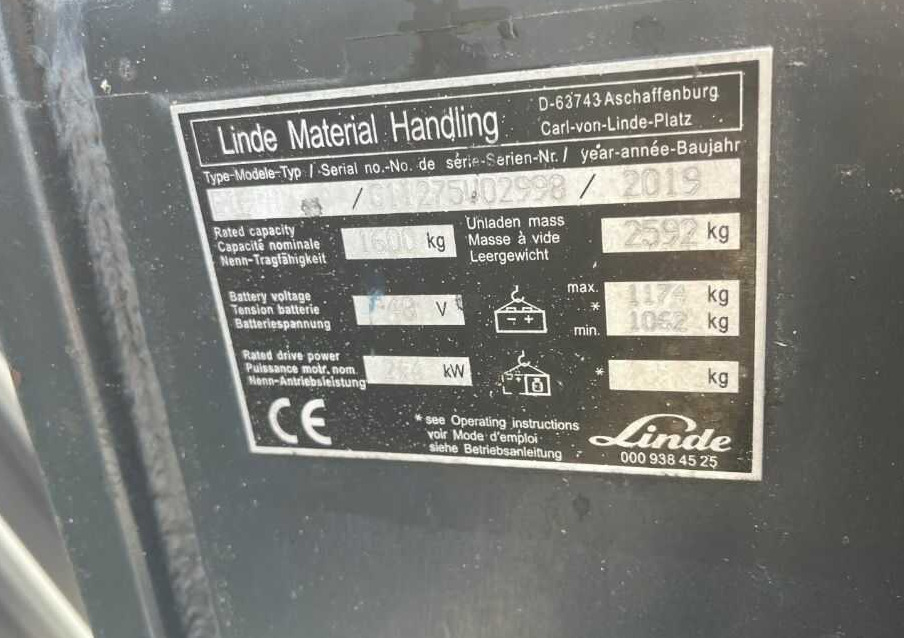 Linde Material Handling
D-63743 Aschaffenburg
Carl-von-Linde-Platz
Type-Modele-Typ / Serial no.-No. de série-Serien-Nr. / year-année-Baujahr
/ / 2019
Rated capacity
Capacité nominale
Nenn-Tragfähigkeit
1600 kg
Unladen mass
Masse à vide
Leergewicht
2592 kg
Battery voltage
Tension batterie
Batteriespannung
48 V
- +
max. 1174 kg
*
min. 1062 kg
Rated drive power
Puissance motr. nom.
Nenn-Antriebsleistung
kW
* kg
CE
* see Operating instructions
voir Mode d'emploi
siehe Betriebsanleitung
Linde
000 938 45 25